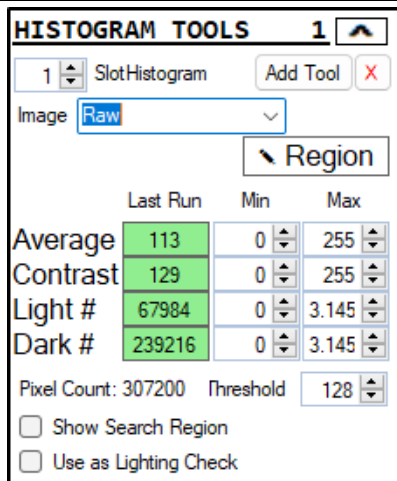 HISTOGRAM TOOLS 1
1 SlotHistogram Add Tool X
Image Raw
Region
Last Run Min Max
Average 113 0 255
Contrast 129 0 255
Light # 67984 0 3.145
Dark # 239216 0 3.145
Pixel Count: 307200 Threshold 128
Show Search Region
Use as Lighting Check